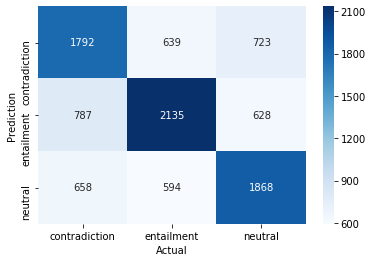 Prediction
contradiction
entailment
neutral
1792 639 723
787 2135 628
658 594 1868
contradiction entailment neutral
Actual
2100
1800
1500
1200
900
600